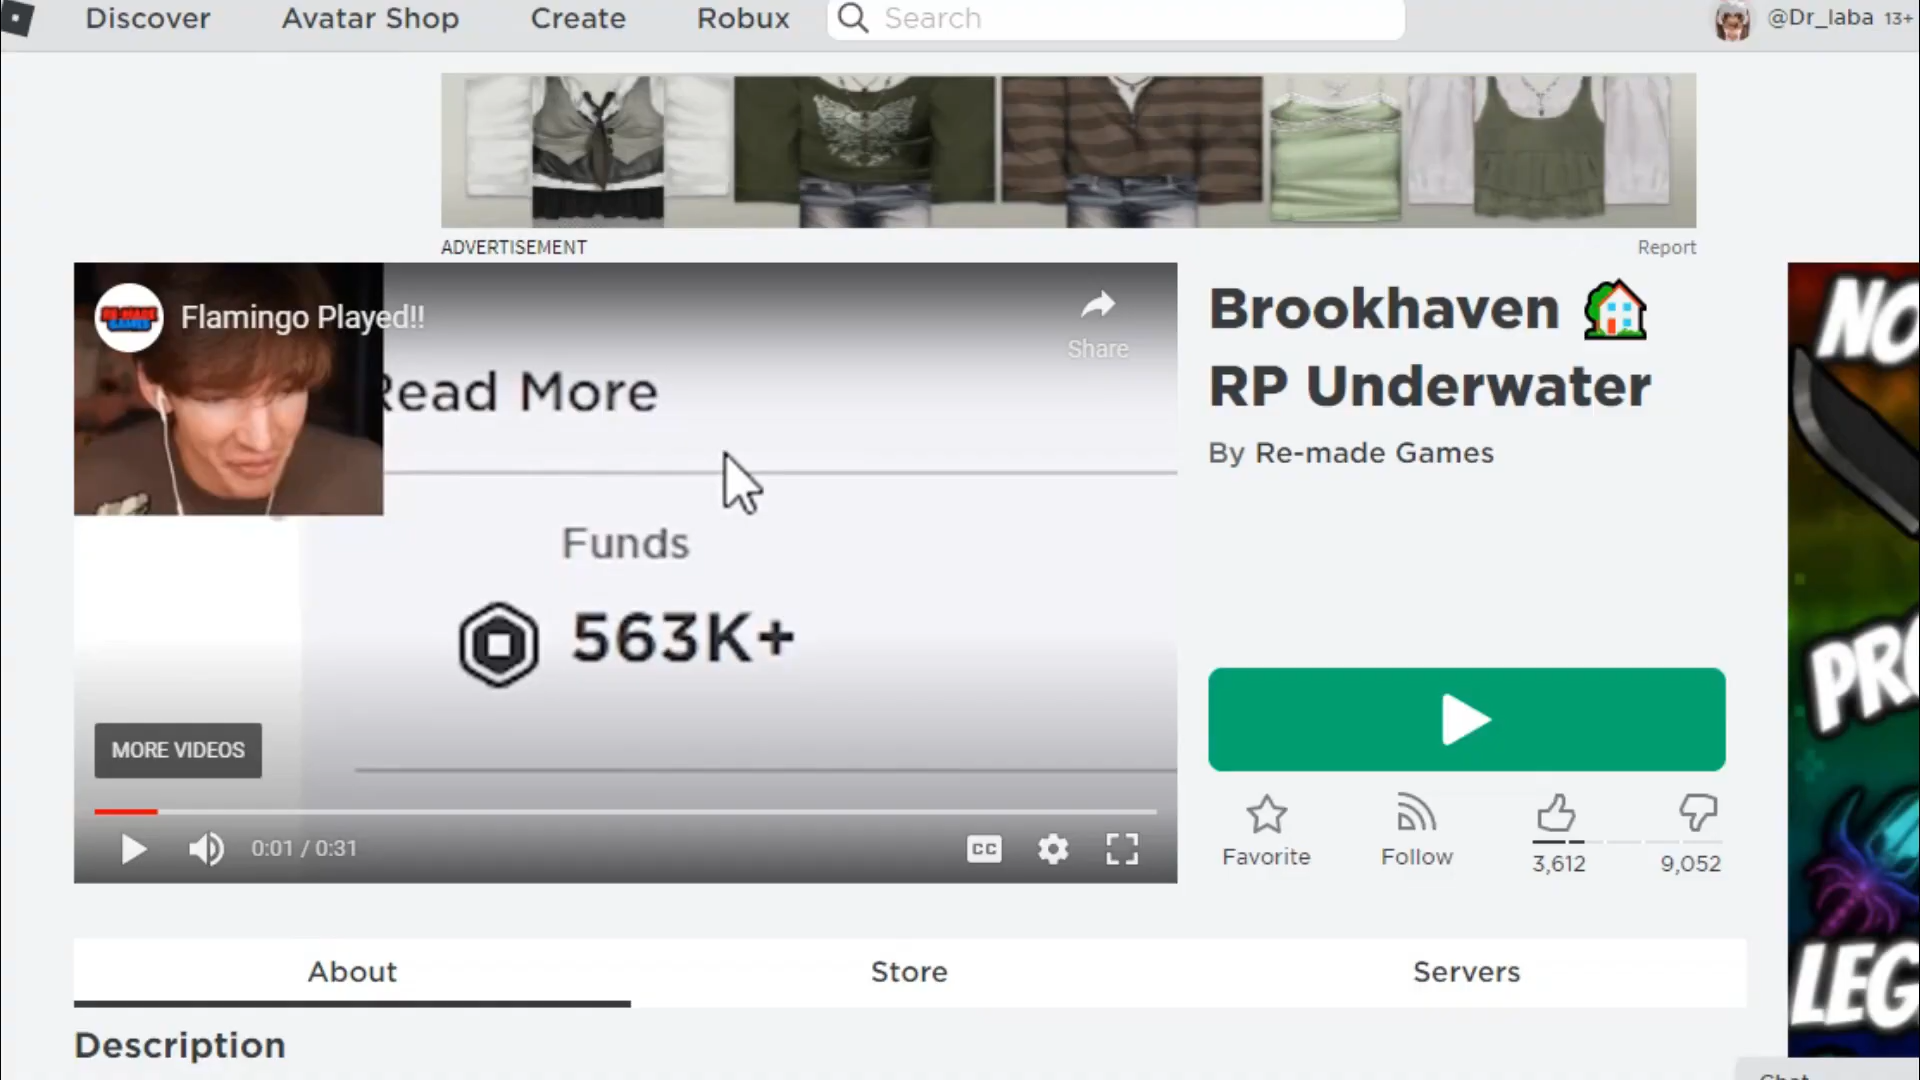 Discover
Avatar Shop
Create
Robux
Search
@Dr_laba 13+
ADVERTISEMENT
Report
Flamingo Played!!
Share
Read More
Funds
563K+
MORE VIDEOS
0:01 / 0:31
CC
Brookhaven 🏡
RP Underwater
By Re-made Games
Favorite
Follow
3,612
9,052
About
Store
Servers
Description